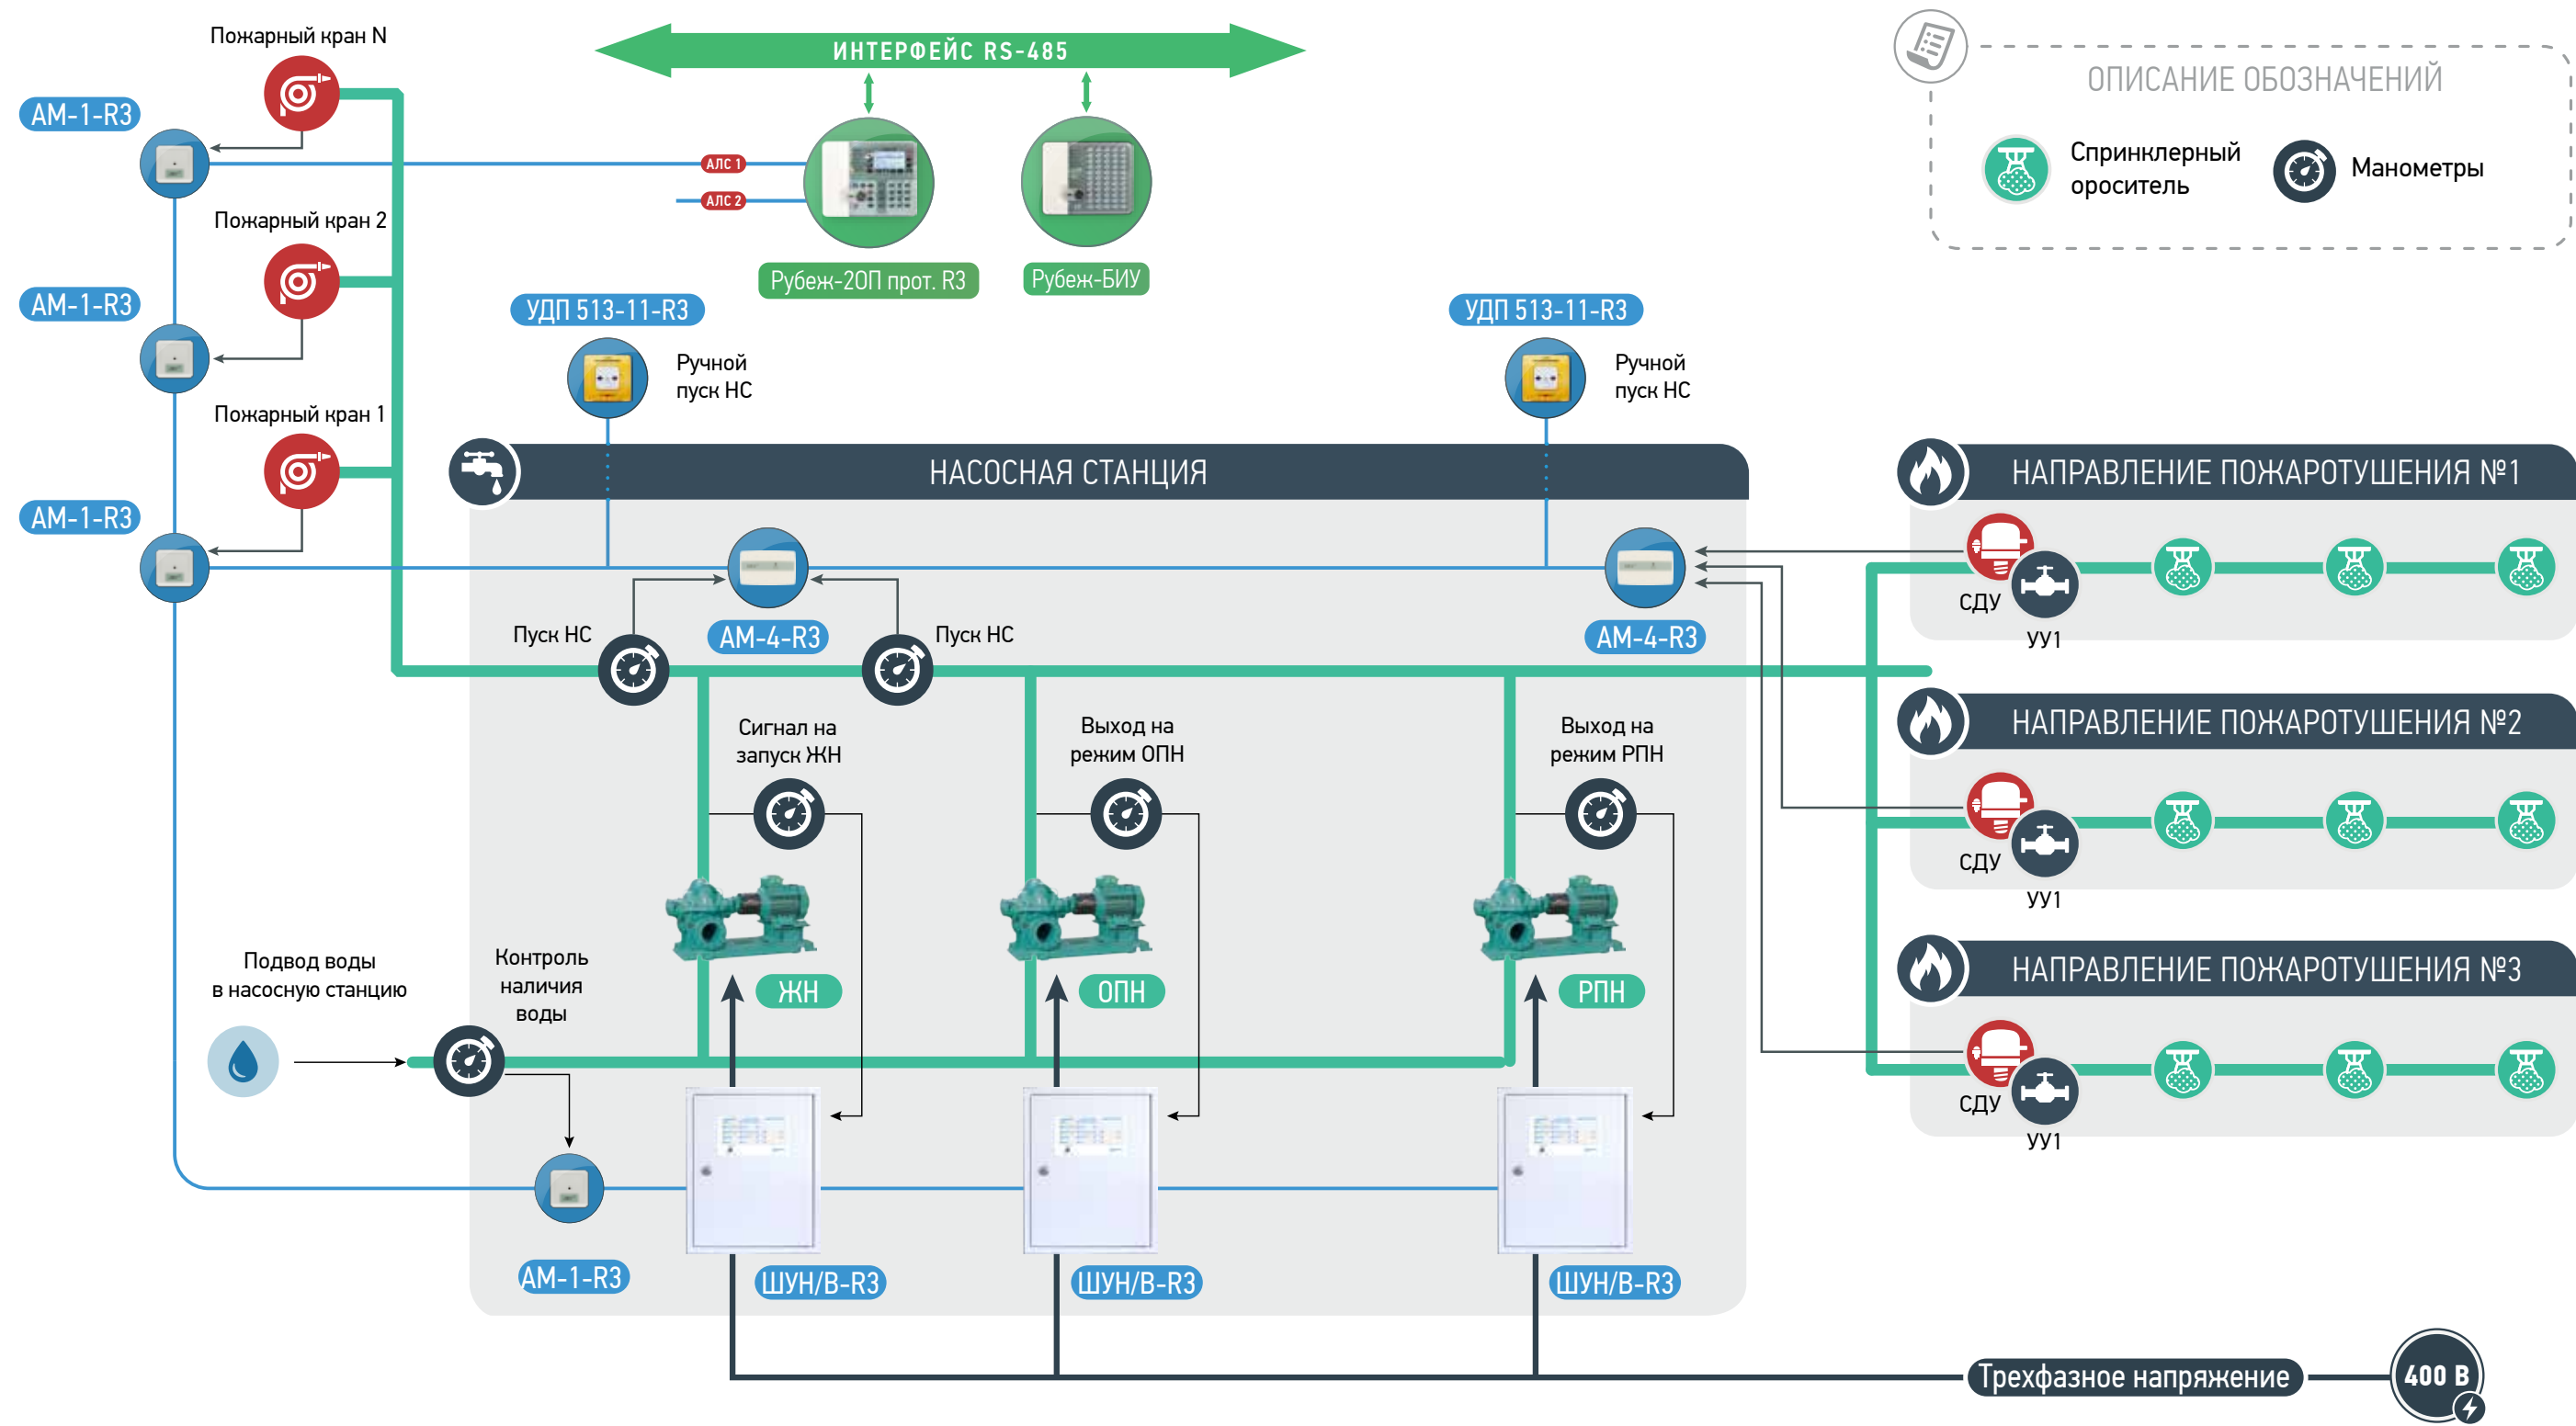 Пожарный кран N
ИНТЕРФЕЙС RS-485
ОПИСАНИЕ ОБОЗНАЧЕНИЙ
АМ-1-R3
АЛС 1
АЛС 2
Спринклерный
ороситель
Манометры
Пожарный кран 2
Рубеж-2ОП прот. R3
Рубеж-БИУ
АМ-1-R3
УДП 513-11-R3
УДП 513-11-R3
Ручной
пуск НС
Ручной
пуск НС
Пожарный кран 1
АМ-1-R3
НАСОСНАЯ СТАНЦИЯ
НАПРАВЛЕНИЕ ПОЖАРОТУШЕНИЯ №1
СДУ
УУ1
Пуск НС
АМ-4-R3
Пуск НС
АМ-4-R3
Сигнал на
запуск ЖН
Выход на
режим ОПН
Выход на
режим РПН
НАПРАВЛЕНИЕ ПОЖАРОТУШЕНИЯ №2
СДУ
УУ1
Подвод воды
в насосную станцию
Контроль
наличия
воды
ЖН
ОПН
РПН
НАПРАВЛЕНИЕ ПОЖАРОТУШЕНИЯ №3
СДУ
УУ1
АМ-1-R3
ШУН/В-R3
ШУН/В-R3
ШУН/В-R3
Трехфазное напряжение
400 В